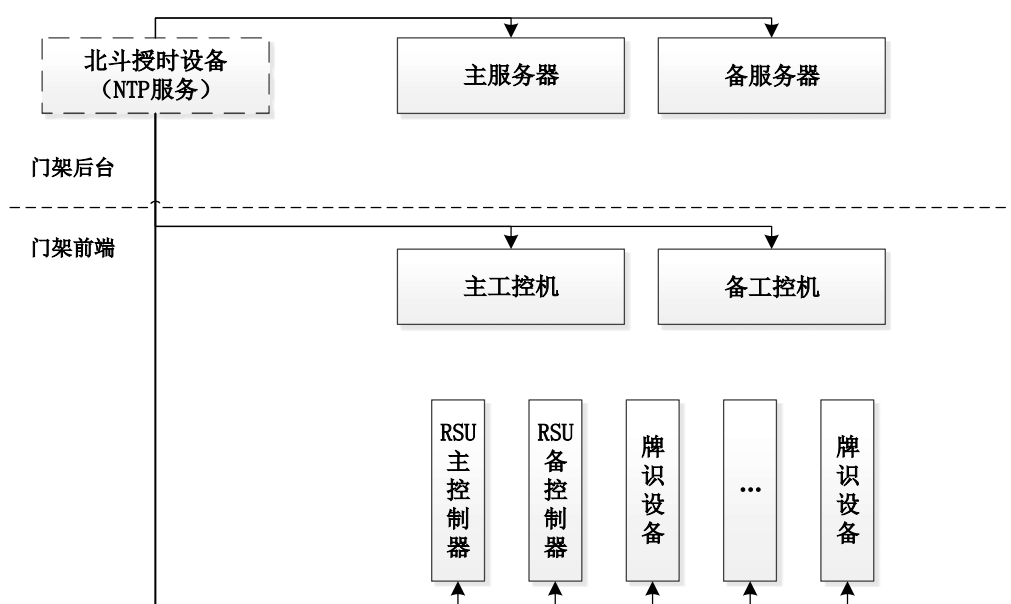 北斗授时设备
（NTP服务）
主服务器
备服务器
门架后台
门架前端
主工控机
备工控机
RSU
主
控
制
器
RSU
备
控
制
器
牌
识
设
备
...
牌
识
设
备